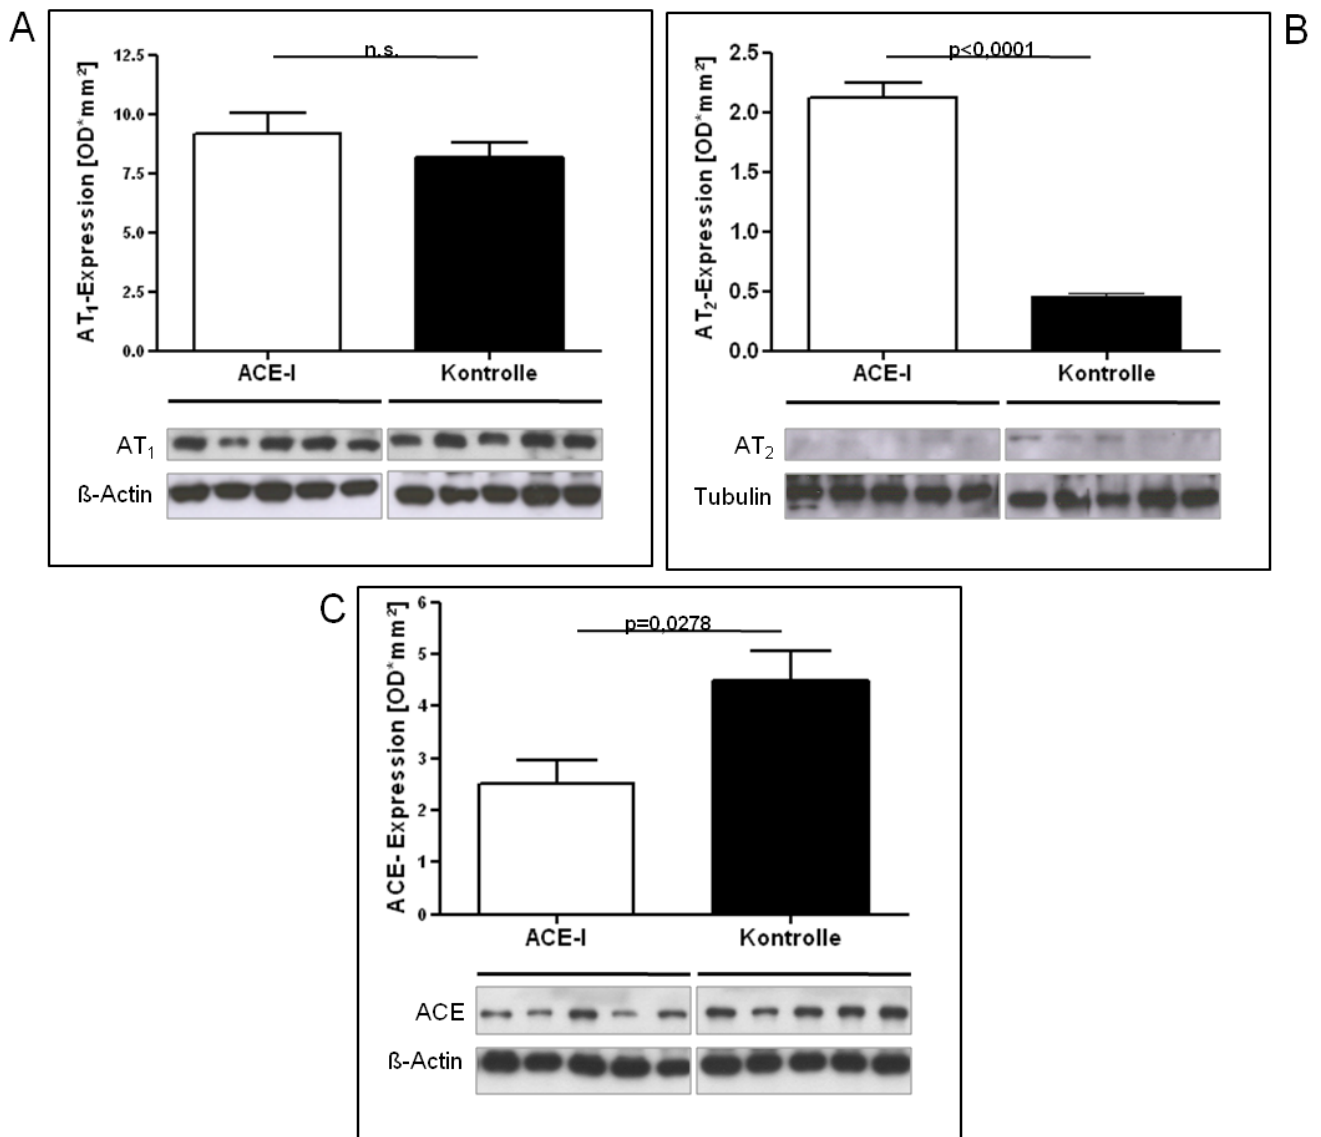 A
n.s.
AT1-Expression [OD*mm²]
12.5
10.0
7.5
5.0
2.5
0.0
ACE-I Kontrolle
AT1
ß-Actin
B
p<0,0001
AT2-Expression [OD*mm²]
2.5
2.0
1.5
1.0
0.5
0.0
ACE-I Kontrolle
AT2
Tubulin
C
p=0,0278
ACE- Expression [OD*mm²]
6
5
4
3
2
1
0
ACE-I Kontrolle
ACE
ß-Actin